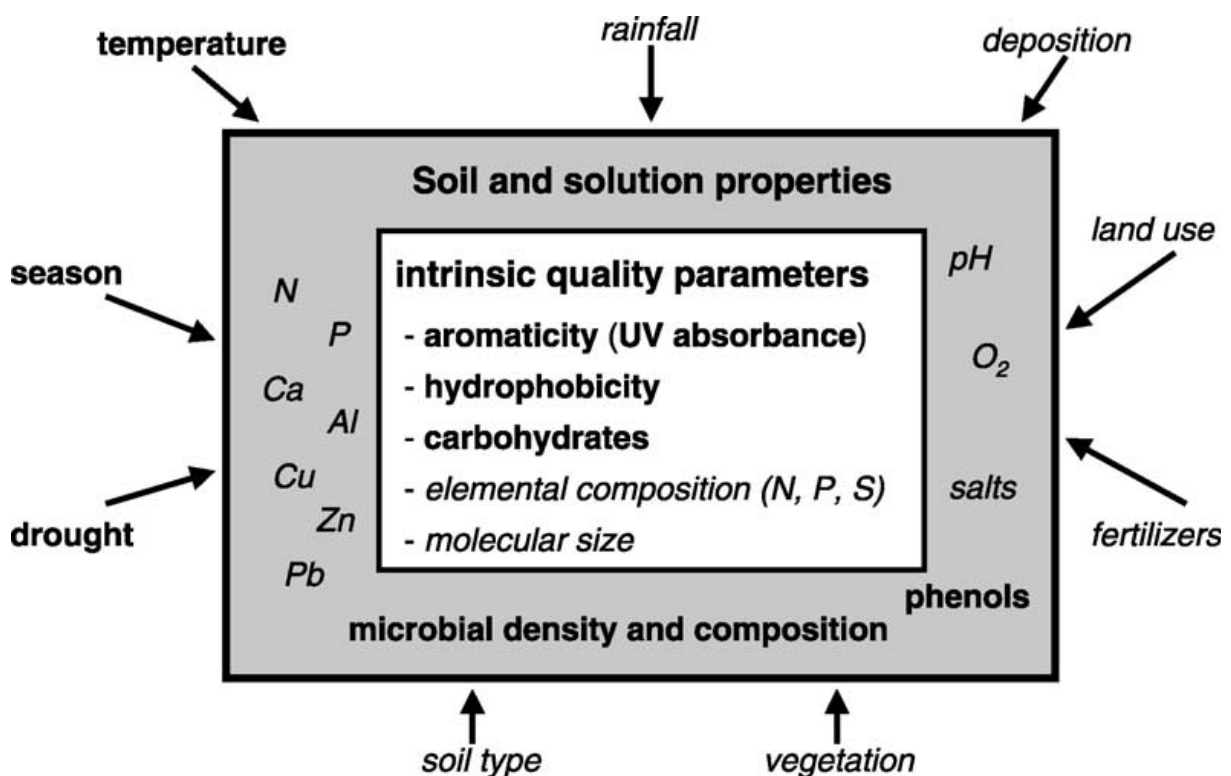 temperature
rainfall
deposition
Soil and solution properties
season
drought
N
P
Ca
Al
Cu
Zn
Pb
intrinsic quality parameters
- aromaticity (UV absorbance)
- hydrophobicity
- carbohydrates
- elemental composition (N, P, S)
- molecular size
pH
O₂
salts
phenols
microbial density and composition
land use
fertilizers
soil type
vegetation